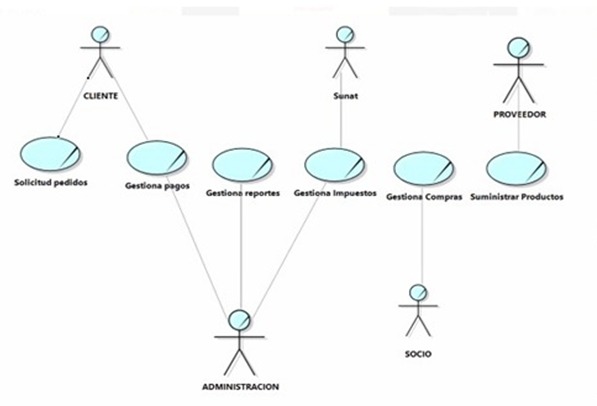 CLIENTE
Sunat
PROVEEDOR
Solicitud pedidos
Gestiona pagos
Gestiona reportes
Gestiona Impuestos
Gestiona Compras
Suministrar Productos
SOCIO
ADMINISTRACION